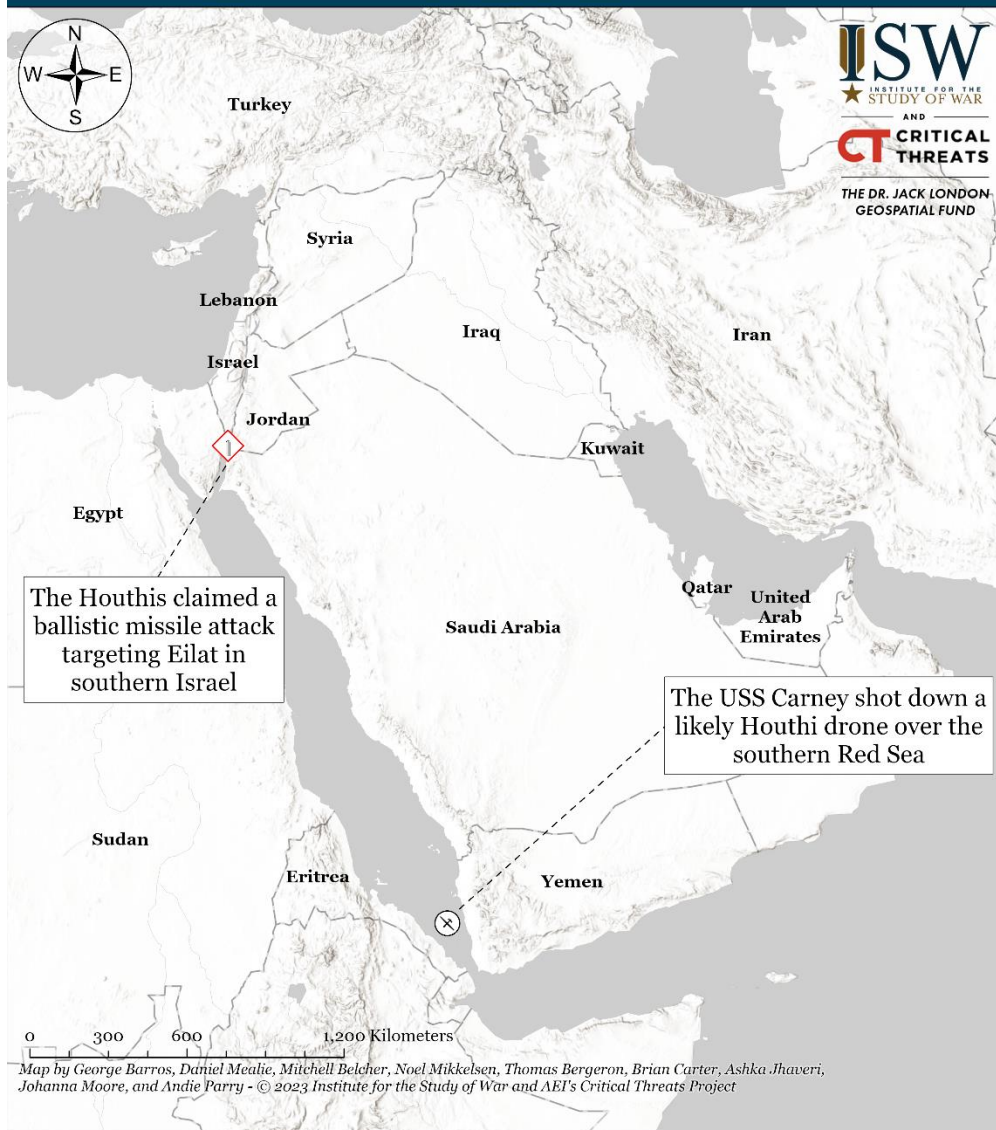 N
W
E
S
ISW
INSTITUTE FOR THE
STUDY OF WAR
AND
CT CRITICAL
THREATS
THE DR. JACK LONDON
GEOSPATIAL FUND
Turkey
Syria
Lebanon
Iraq
Iran
Israel
Jordan
Kuwait
Egypt
Qatar
United
Arab
Emirates
Saudi Arabia
The Houthis claimed a
ballistic missile attack
targeting Eilat in
southern Israel
The USS Carney shot down a
likely Houthi drone over the
southern Red Sea
Sudan
Eritrea
Yemen
0 300 600 1,200 Kilometers
Map by George Barros, Daniel Mealie, Mitchell Belcher, Noel Mikkelsen, Thomas Bergeron, Brian Carter, Ashka Jhaveri,
Johanna Moore, and Andie Parry - © 2023 Institute for the Study of War and AEI's Critical Threats Project